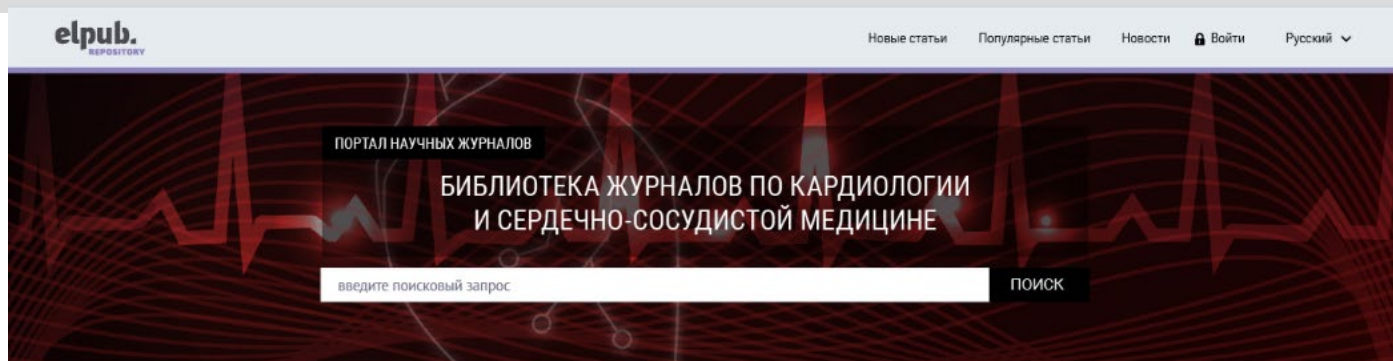 elpub.
REPOSITORY
Новые статьи Популярные статьи Новости Войти Русский
ПОРТАЛ НАУЧНЫХ ЖУРНАЛОВ
БИБЛИОТЕКА ЖУРНАЛОВ ПО КАРДИОЛОГИИ
И СЕРДЕЧНО-СОСУДИСТОЙ МЕДИЦИНЕ
введите поисковый запрос ПОИСК